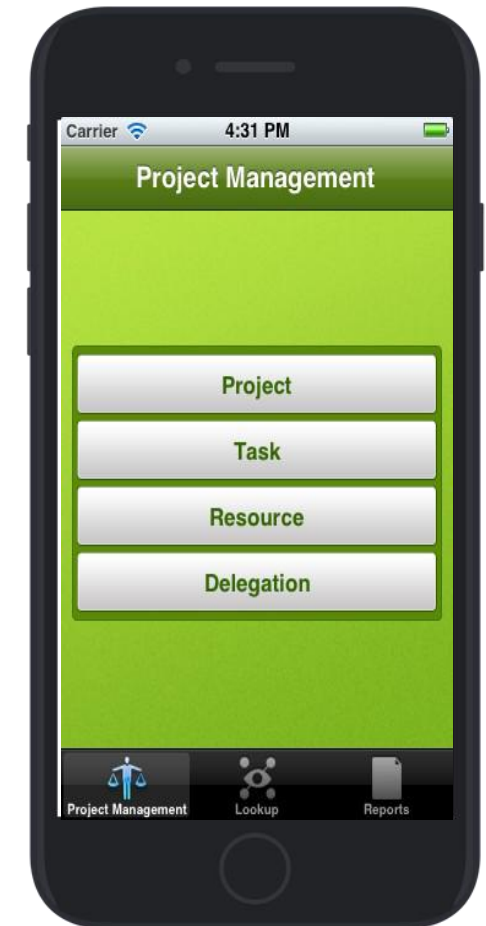 Carrier 4:31 PM
Project Management
Project
Task
Resource
Delegation
Project Management Lookup Reports